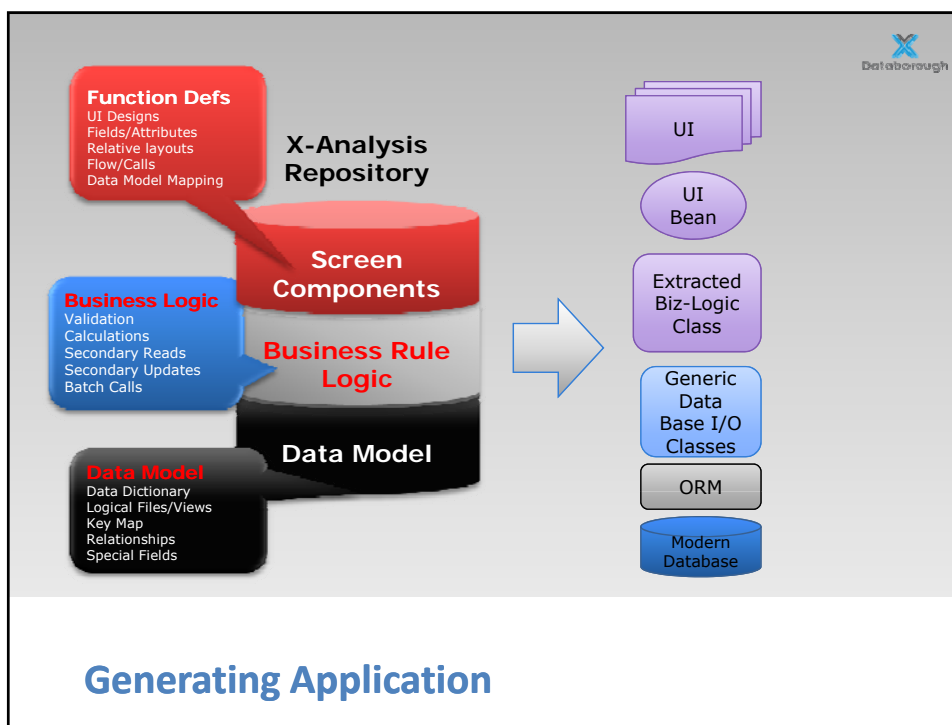 Databorough
Function Defs
UI Designs
Fields/Attributes
Relative layouts
Flow/Calls
Data Model Mapping
X-Analysis
Repository
Screen
Components
Business Logic
Validation
Calculations
Secondary Reads
Secondary Updates
Batch Calls
Business Rule
Logic
Data Model
Data Model
Data Dictionary
Logical Files/Views
Key Map
Relationships
Special Fields
UI
UI
Bean
Extracted
Biz-Logic
Class
Generic
Data
Base I/O
Classes
ORM
Modern
Database
Generating Application